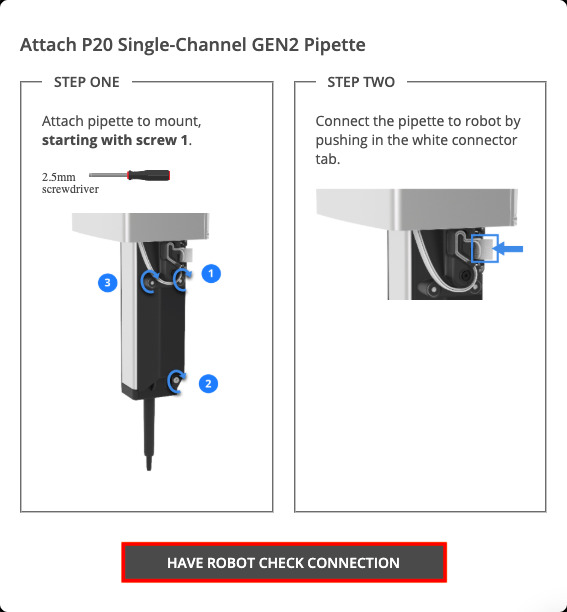 Attach P20 Single-Channel GEN2 Pipette
STEP ONE
Attach pipette to mount,
starting with screw 1.
2.5mm
screwdriver
1
3
2
STEP TWO
Connect the pipette to robot by
pushing in the white connector
tab.
HAVE ROBOT CHECK CONNECTION